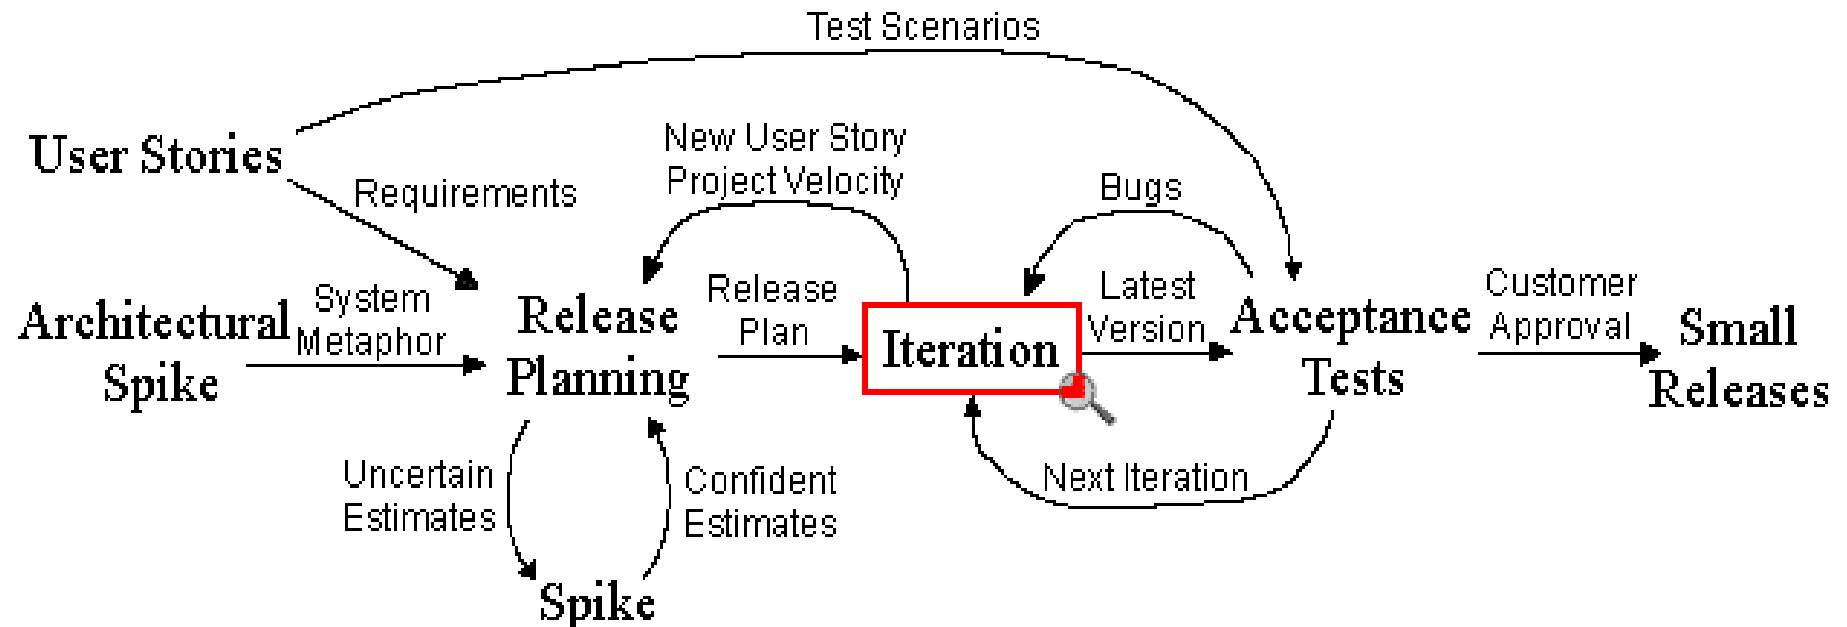 Test Scenarios
User Stories
Requirements
New User Story
Project Velocity
Bugs
Architectural
Spike
System
Metaphor
Release
Planning
Release
Plan
Iteration
Latest
Version
Acceptance
Tests
Customer
Approval
Small
Releases
Uncertain
Estimates
Confident
Estimates
Next Iteration
Spike